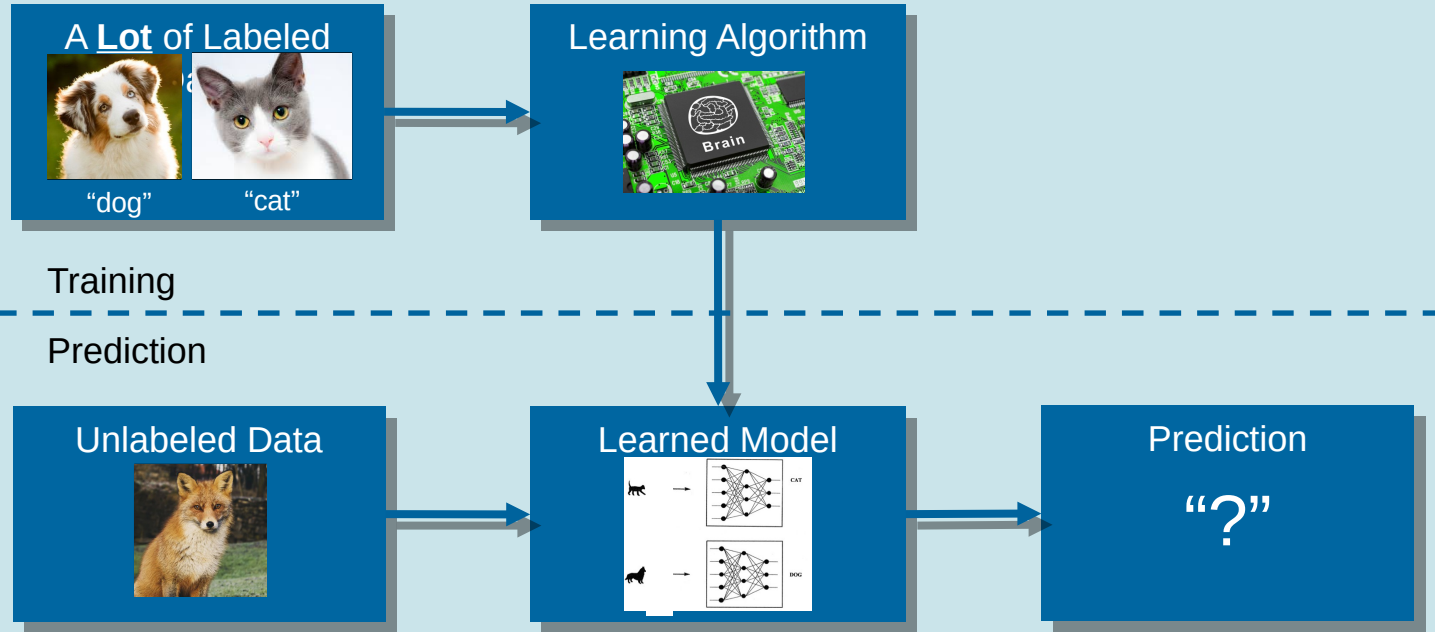 A Lot of Labeled
“dog” “cat”
Learning Algorithm
Brain
Training
Prediction
Unlabeled Data
Learned Model
CAT
DOG
Prediction
“?”